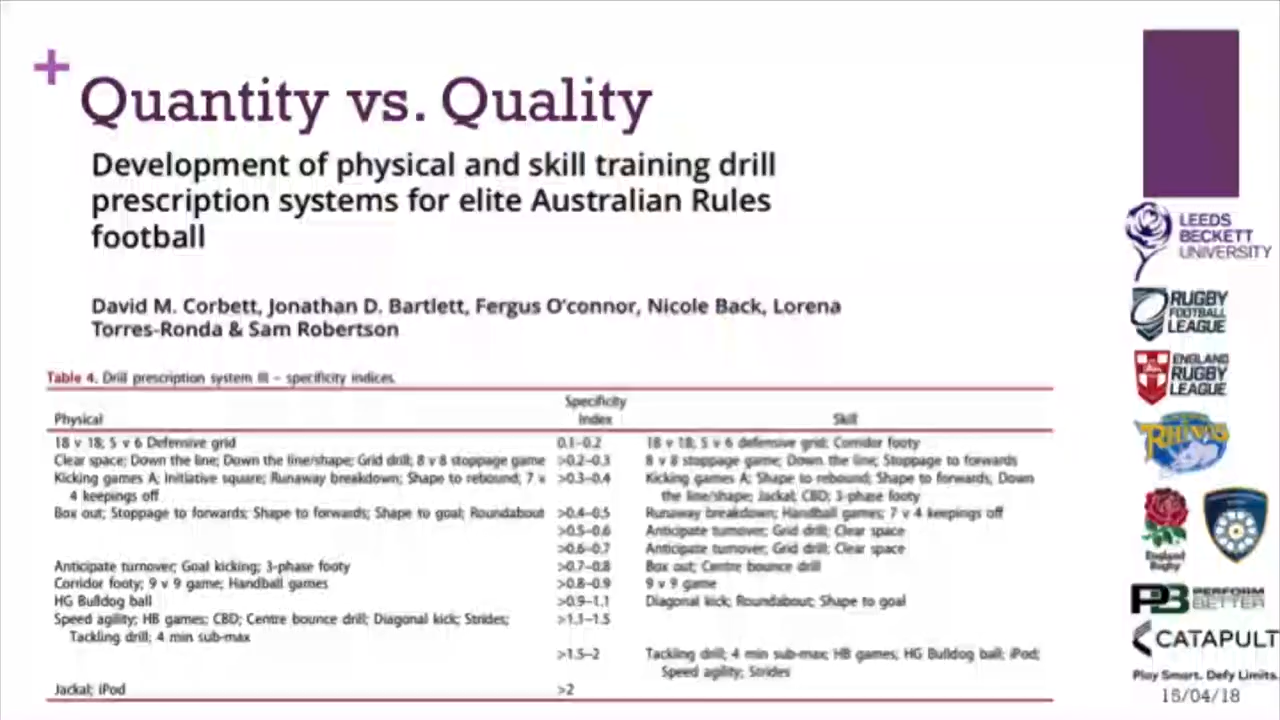 +
Quantity vs. Quality
Development of physical and skill training drill
prescription systems for elite Australian Rules
football
David M. Corbett, Jonathan D. Bartlett, Fergus O'connor, Nicole Back, Lorena
Torres-Ronda & Sam Robertson
Table 4. Drill prescription system III – specificity indices.
Specificity
Physical Index Skill
18 v 18; 5 v 6 Defensive grid 0.1–0.2 18 v 18; 5 v 6 defensive grid; Corridor footy
Clear space; Down the line; Down the line/shape; Grid drill; 8 v 8 stoppage game >0.2–0.3 8 v 8 stoppage game; Down the line; Stoppage to forwards
Kicking games A; Initiative square; Runaway breakdown; Shape to rebound; 7 v >0.3–0.4 Kicking games A; Shape to rebound; Shape to forwards, Down
4 keepings off the line/shape; Jackal; CBD; 3-phase footy
Box out; Stoppage to forwards; Shape to forwards; Shape to goal; Roundabout >0.4–0.5 Runaway breakdown; Handball games; 7 v 4 keepings off
>0.5–0.6 Anticipate turnover; Grid drill; Clear space
>0.6–0.7 Anticipate turnover; Grid drill; Clear space
Anticipate turnover; Goal kicking; 3-phase footy >0.7–0.8 Box out; Centre bounce drill
Corridor footy; 9 v 9 game; Handball games >0.8–0.9 9 v 9 game
HG Bulldog ball >0.9–1.1 Diagonal kick; Roundabout; Shape to goal
Speed agility; HB games; CBD; Centre bounce drill; Diagonal kick; Strides; >1.1–1.5
Tackling drill; 4 min sub-max
>1.5–2 Tackling drill; 4 min sub-max; HB games; HG Bulldog ball; iPod;
Speed agility; Strides
Jackal; iPod >2
LEEDS
BECKETT
UNIVERSITY
RUGBY
FOOTBALL
LEAGUE
ENGLAND
RUGBY
LEAGUE
RHINOS
England
Rugby
PB PERFORM
BETTER
CATAPULT
Play Smart. Defy Limits.
15/04/18